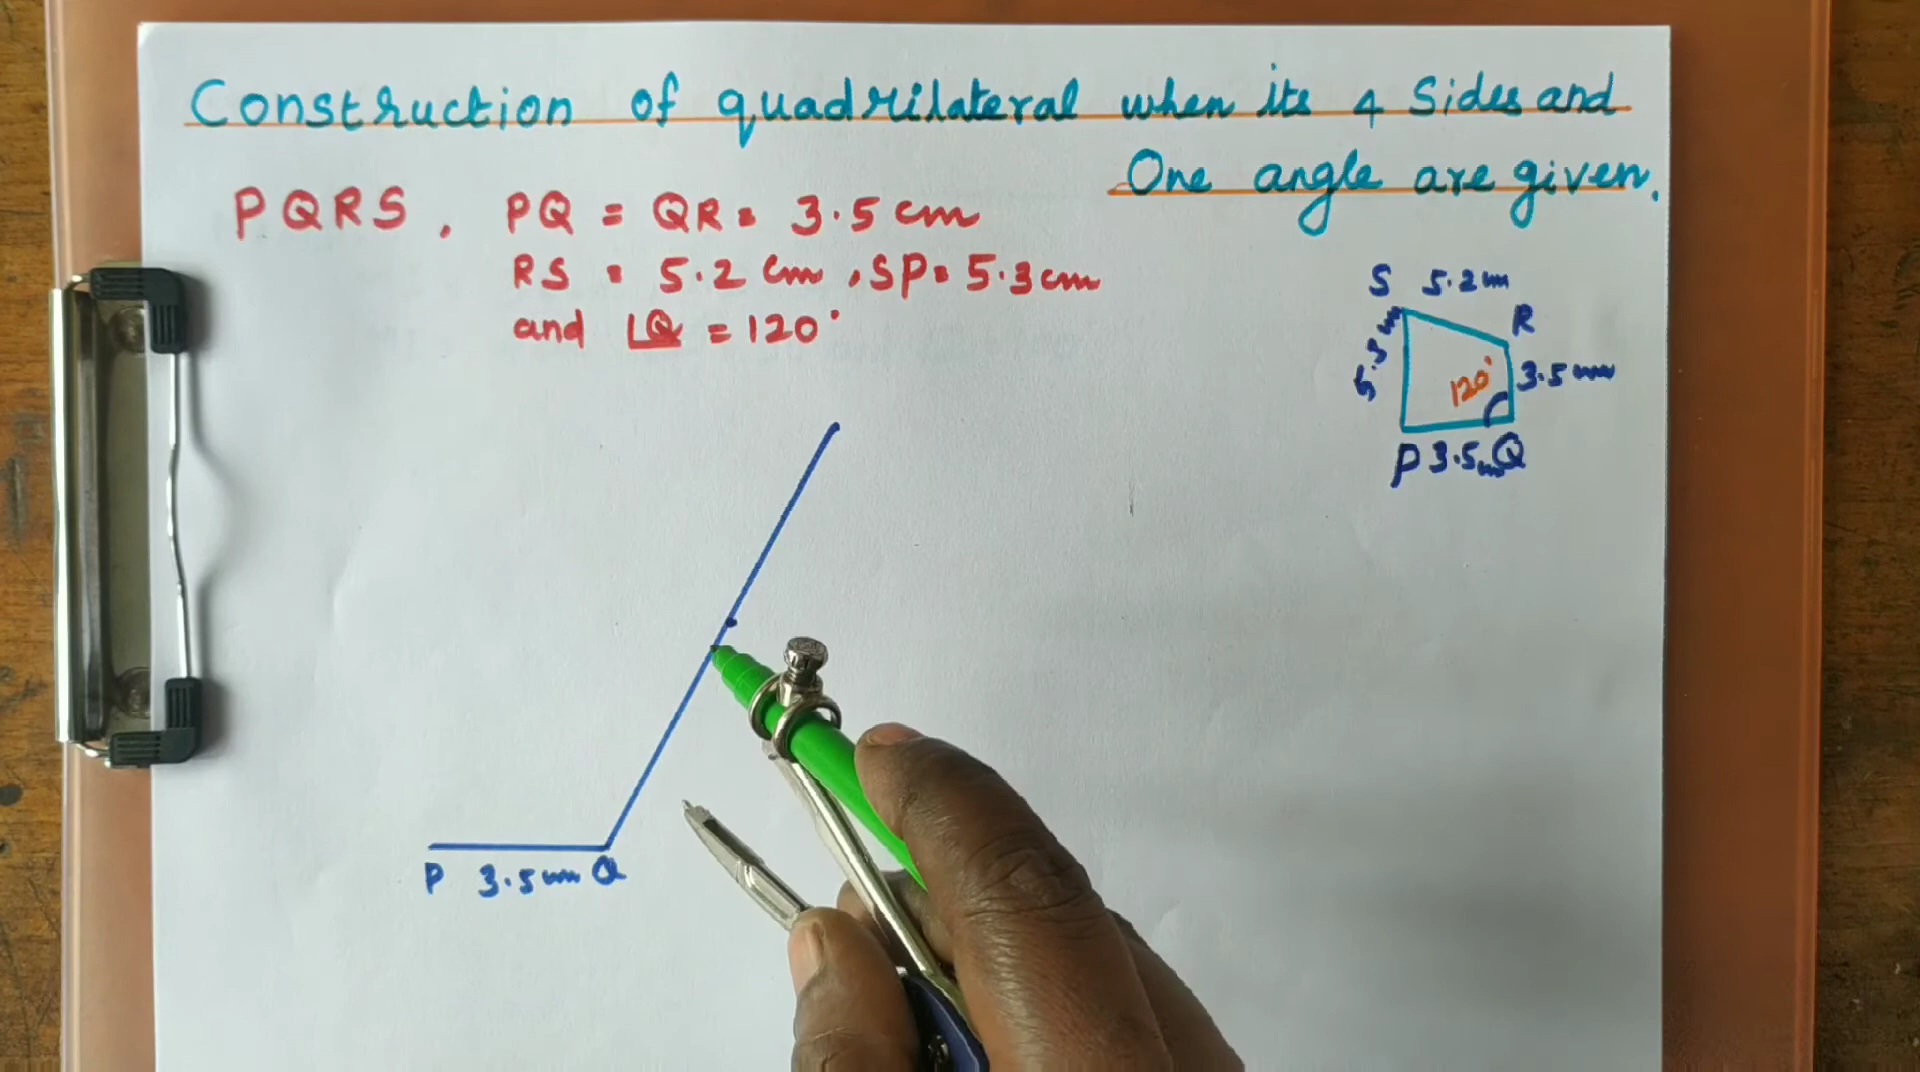 Construction of quadrilateral when its 4 Sides and
One angle are given.
PQRS, PQ = QR = 3.5 cm
RS = 5.2 cm, SP = 5.3 cm
and ∠Q = 120°
S 5.2 cm
R
5.3 cm
120°
3.5 cm
P 3.5 cm Q
P 3.5 cm Q